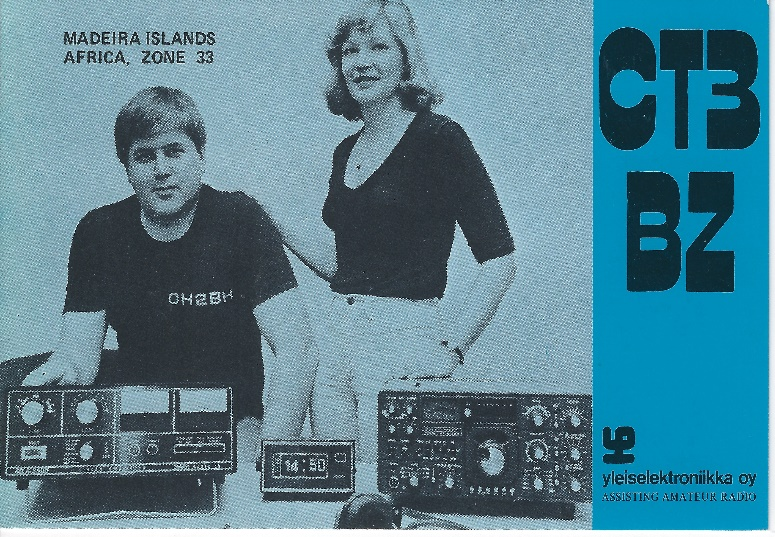 MADEIRA ISLANDS
AFRICA, ZONE 33
CT3
BZ
OH2BH
14:50
yleiselektroniikka oy
ASSISTING AMATEUR RADIO